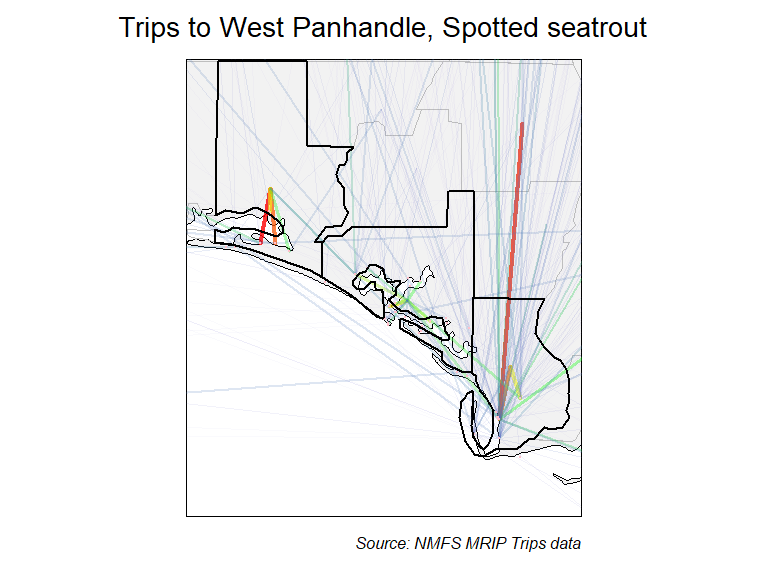 Trips to West Panhandle, Spotted seatrout
Source: NMFS MRIP Trips data